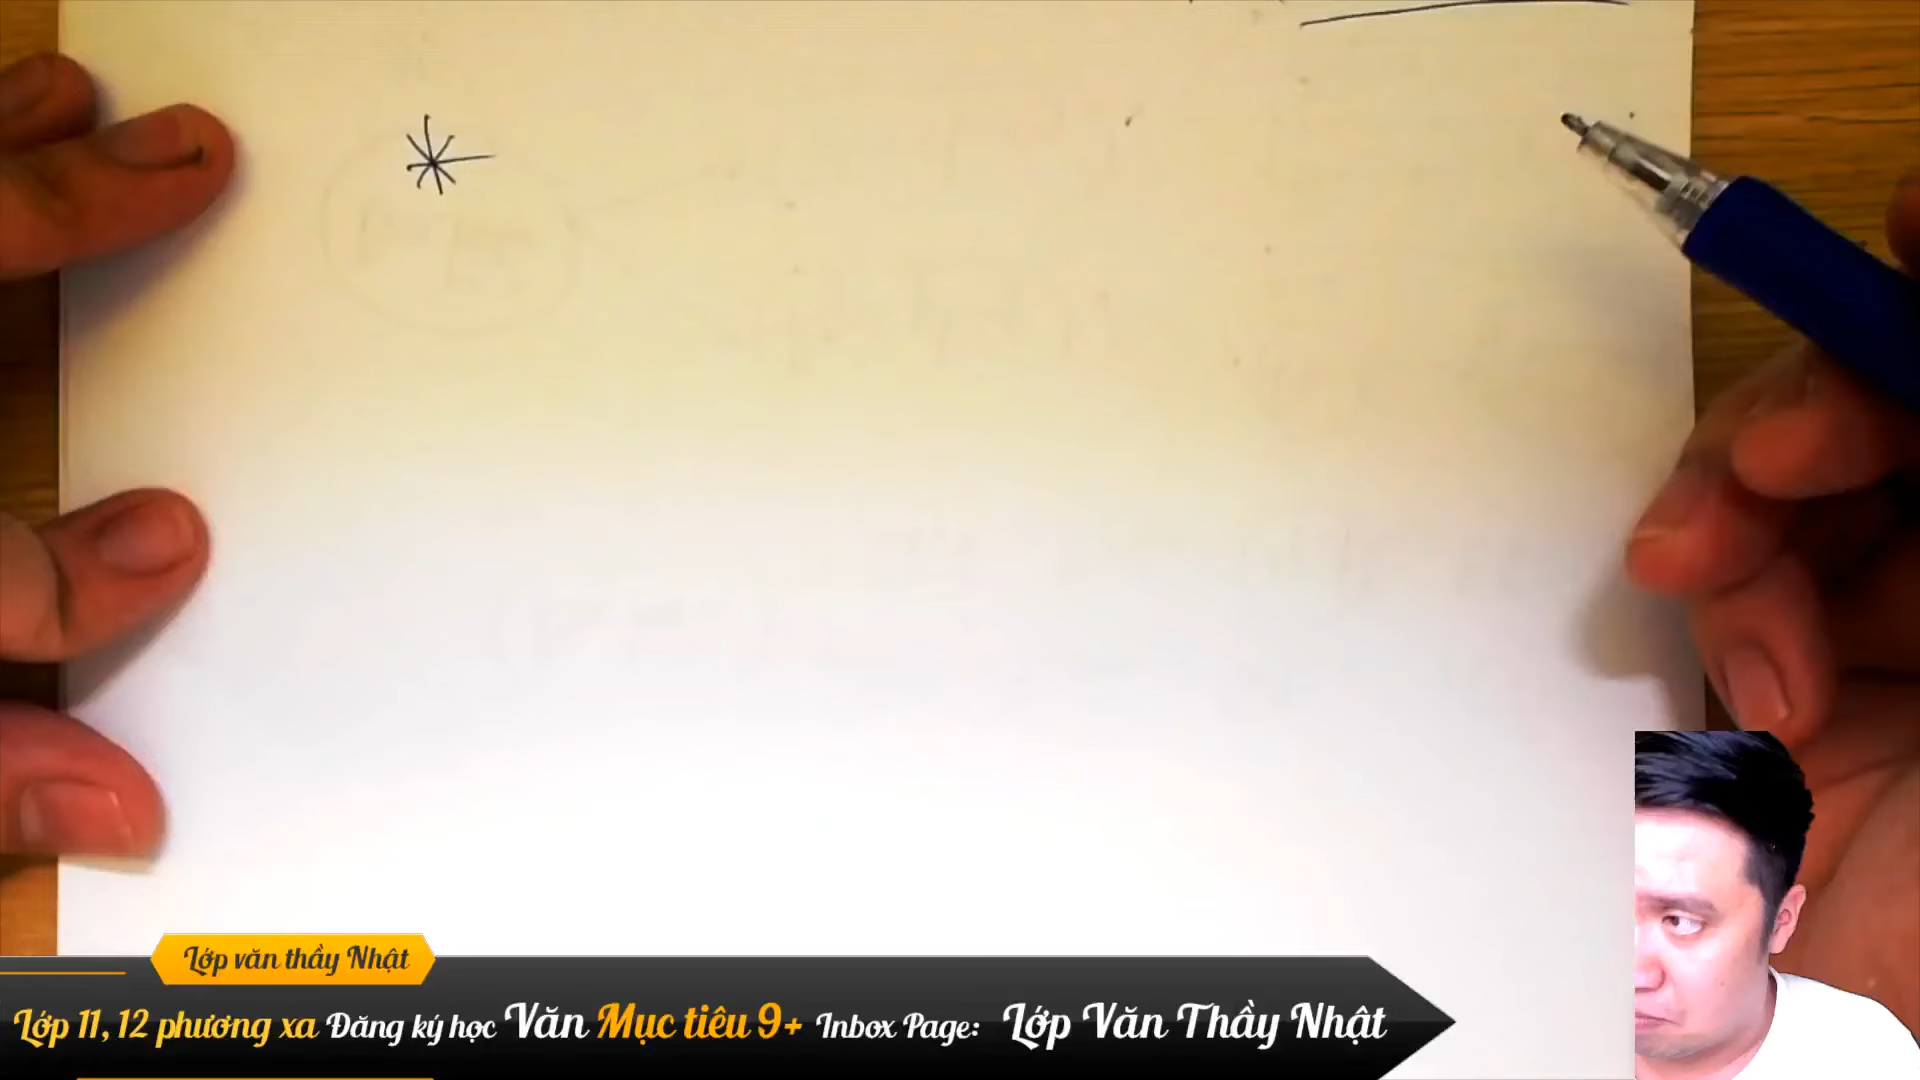 Lớp văn thầy Nhật
Lớp 11, 12 phương xa Đăng ký học Văn Mục tiêu 9+ Inbox Page: Lớp Văn Thầy Nhật